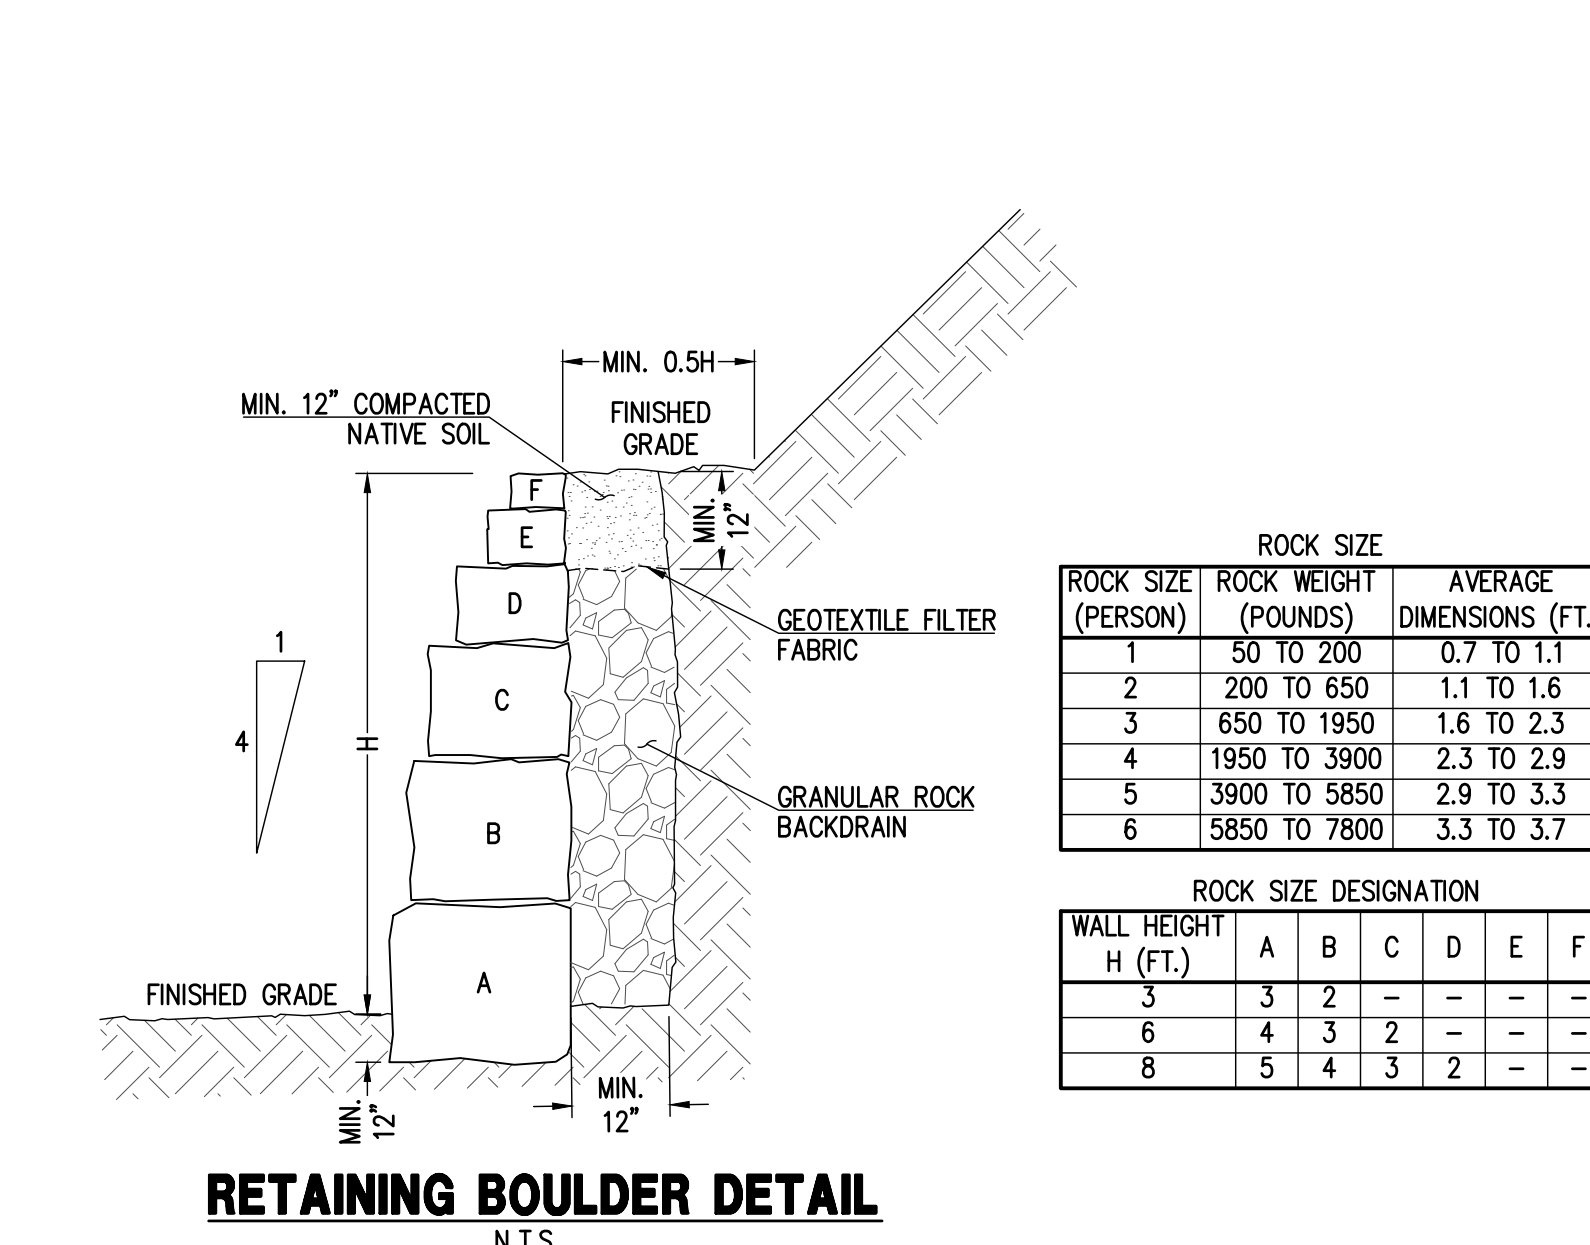 MIN. 0.5H
MIN. 12" COMPACTED
NATIVE SOIL
FINISHED
GRADE
F
E
D
C
B
A
MIN.
12"
GEOTEXTILE FILTER
FABRIC
1
4
H
GRANULAR ROCK
BACKDRAIN
FINISHED GRADE
MIN.
12"
MIN.
12"
ROCK SIZE
ROCK SIZE (PERSON) ROCK WEIGHT (POUNDS) AVERAGE DIMENSIONS (FT.
1 50 TO 200 0.7 TO 1.1
2 200 TO 650 1.1 TO 1.6
3 650 TO 1950 1.6 TO 2.3
4 1950 TO 3900 2.3 TO 2.9
5 3900 TO 5850 2.9 TO 3.3
6 5850 TO 7800 3.3 TO 3.7
ROCK SIZE DESIGNATION
WALL HEIGHT H (FT.) A B C D E F
3 3 2 – – – –
6 4 3 2 – – –
8 5 4 3 2 – –
RETAINING BOULDER DETAIL
N.T.S.